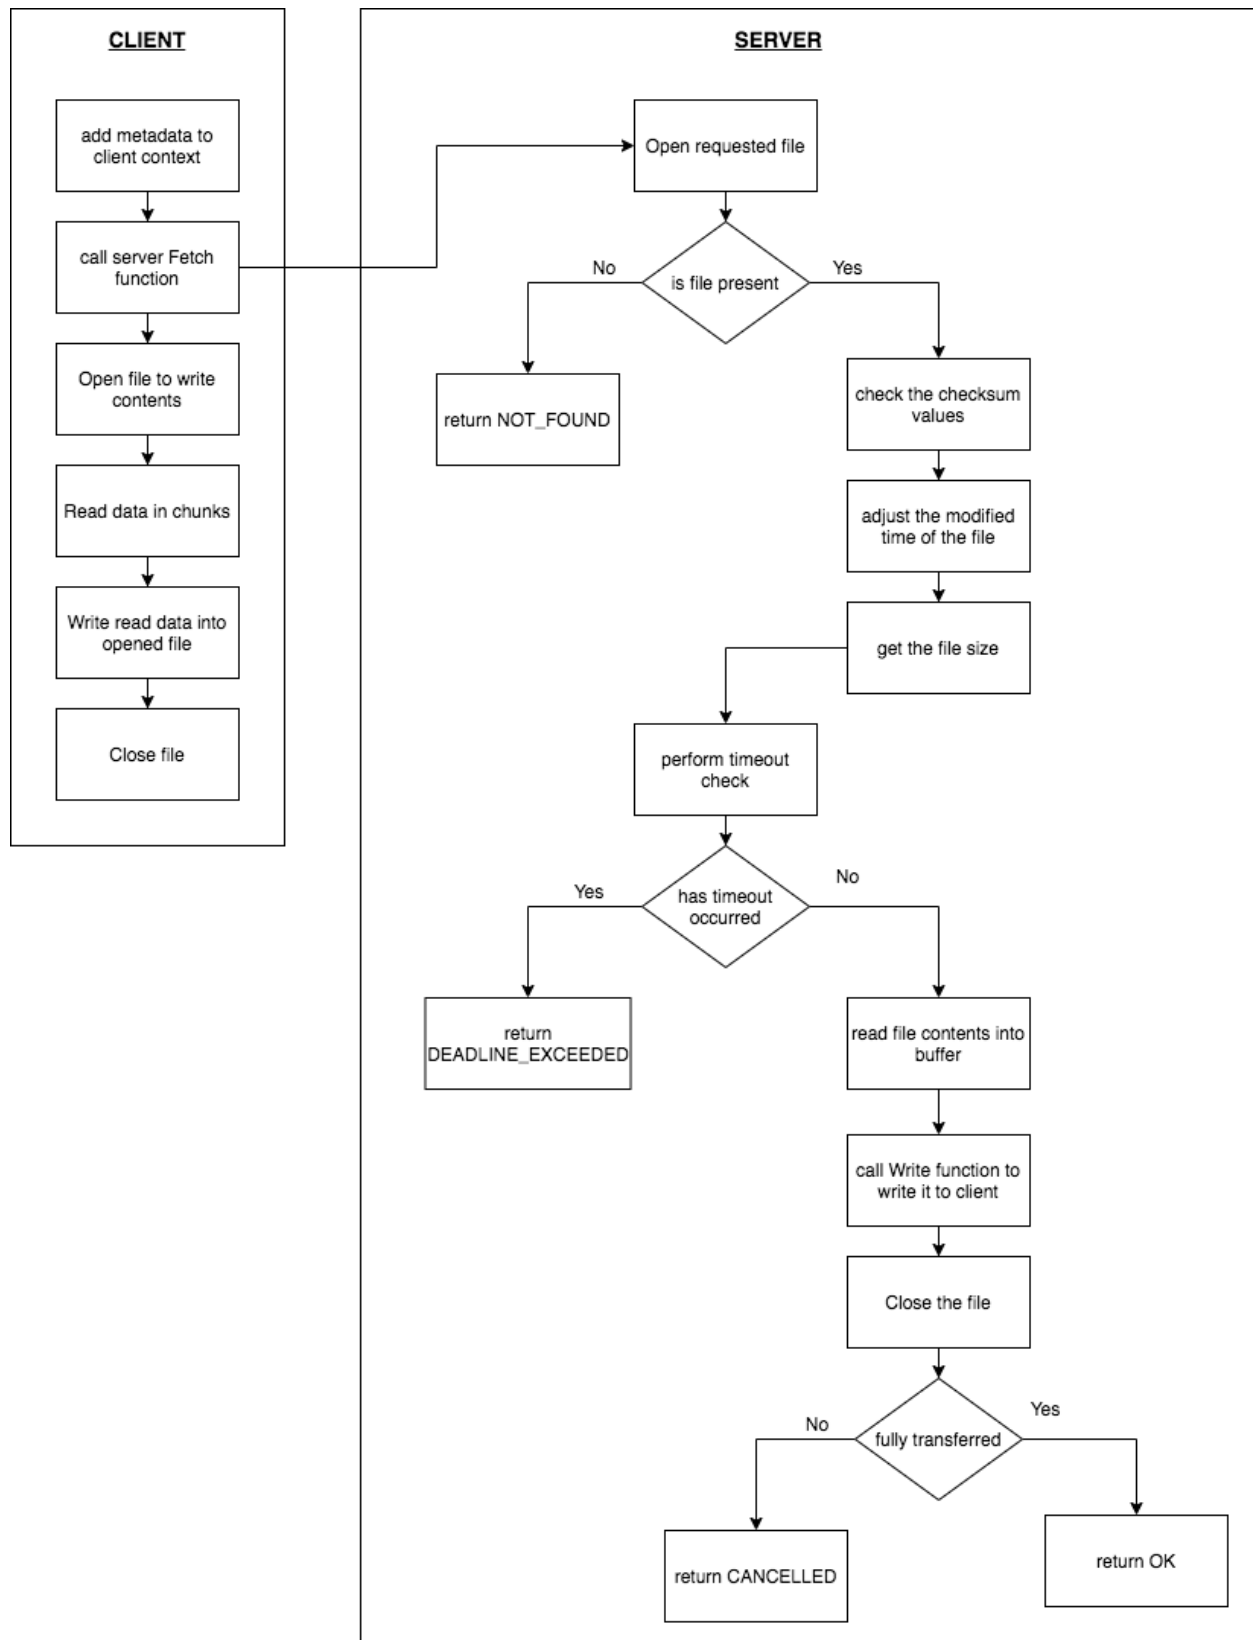 CLIENT
add metadata to
client context
call server Fetch
function
Open file to write
contents
Read data in chunks
Write read data into
opened file
Close file
SERVER
Open requested file
is file present
No
Yes
return NOT_FOUND
check the checksum
values
adjust the modified
time of the file
get the file size
perform timeout
check
has timeout
occurred
Yes
No
return
DEADLINE_EXCEEDED
read file contents into
buffer
call Write function to
write it to client
Close the file
fully transferred
No
Yes
return CANCELLED
return OK